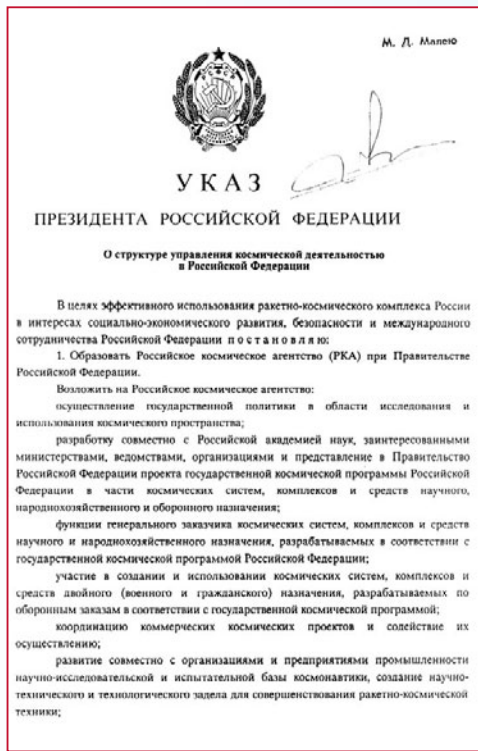 М. Д. Малею
УКАЗ
ПРЕЗИДЕНТА РОССИЙСКОЙ ФЕДЕРАЦИИ
О структуре управления космической деятельностью
в Российской Федерации
В целях эффективного использования ракетно-космического комплекса России
в интересах социально-экономического развития, безопасности и международного
сотрудничества Российской Федерации п о с т а н о в л я ю:
1. Образовать Российское космическое агентство (РКА) при Правительстве
Российской Федерации.
Возложить на Российское космическое агентство:
осуществление государственной политики в области исследования и
использования космического пространства;
разработку совместно с Российской академией наук, заинтересованными
министерствами, ведомствами, организациями и представление в Правительство
Российской Федерации проекта государственной космической программы Российской
Федерации в части космических систем, комплексов и средств научного,
народнохозяйственного и оборонного назначения;
функции генерального заказчика космических систем, комплексов и средств
научного и народнохозяйственного назначения, разрабатываемых в соответствии с
государственной космической программой Российской Федерации;
участие в создании и использовании космических систем, комплексов и
средств двойного (военного и гражданского) назначения, разрабатываемых по
оборонным заказам в соответствии с государственной космической программой;
координацию коммерческих космических проектов и содействие их
осуществлению;
развитие совместно с организациями и предприятиями промышленности
научно-исследовательской и испытательной базы космонавтики, создание научно-
технического и технологического задела для совершенствования ракетно-космической
техники;